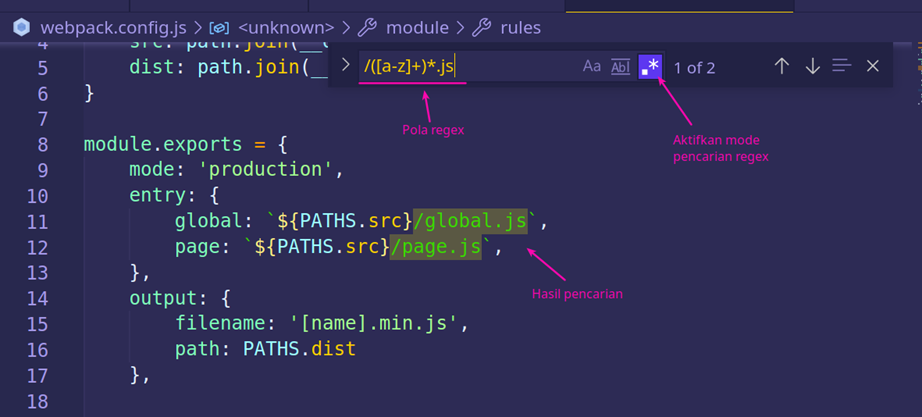 webpack.config.js > <unknown> > module > rules
4 src: path.join(__
5 dist: path.join(__
/([a-z]+)*.js Aa Abl .* 1 of 2
6 }
7
Pola regex
Aktifkan mode
pencarian regex
8 module.exports = {
9 mode: 'production',
10 entry: {
11 global: `${PATHS.src}/global.js`,
12 page: `${PATHS.src}/page.js`,
13 },
Hasil pencarian
14 output: {
15 filename: '[name].min.js',
16 path: PATHS.dist
17 },
18